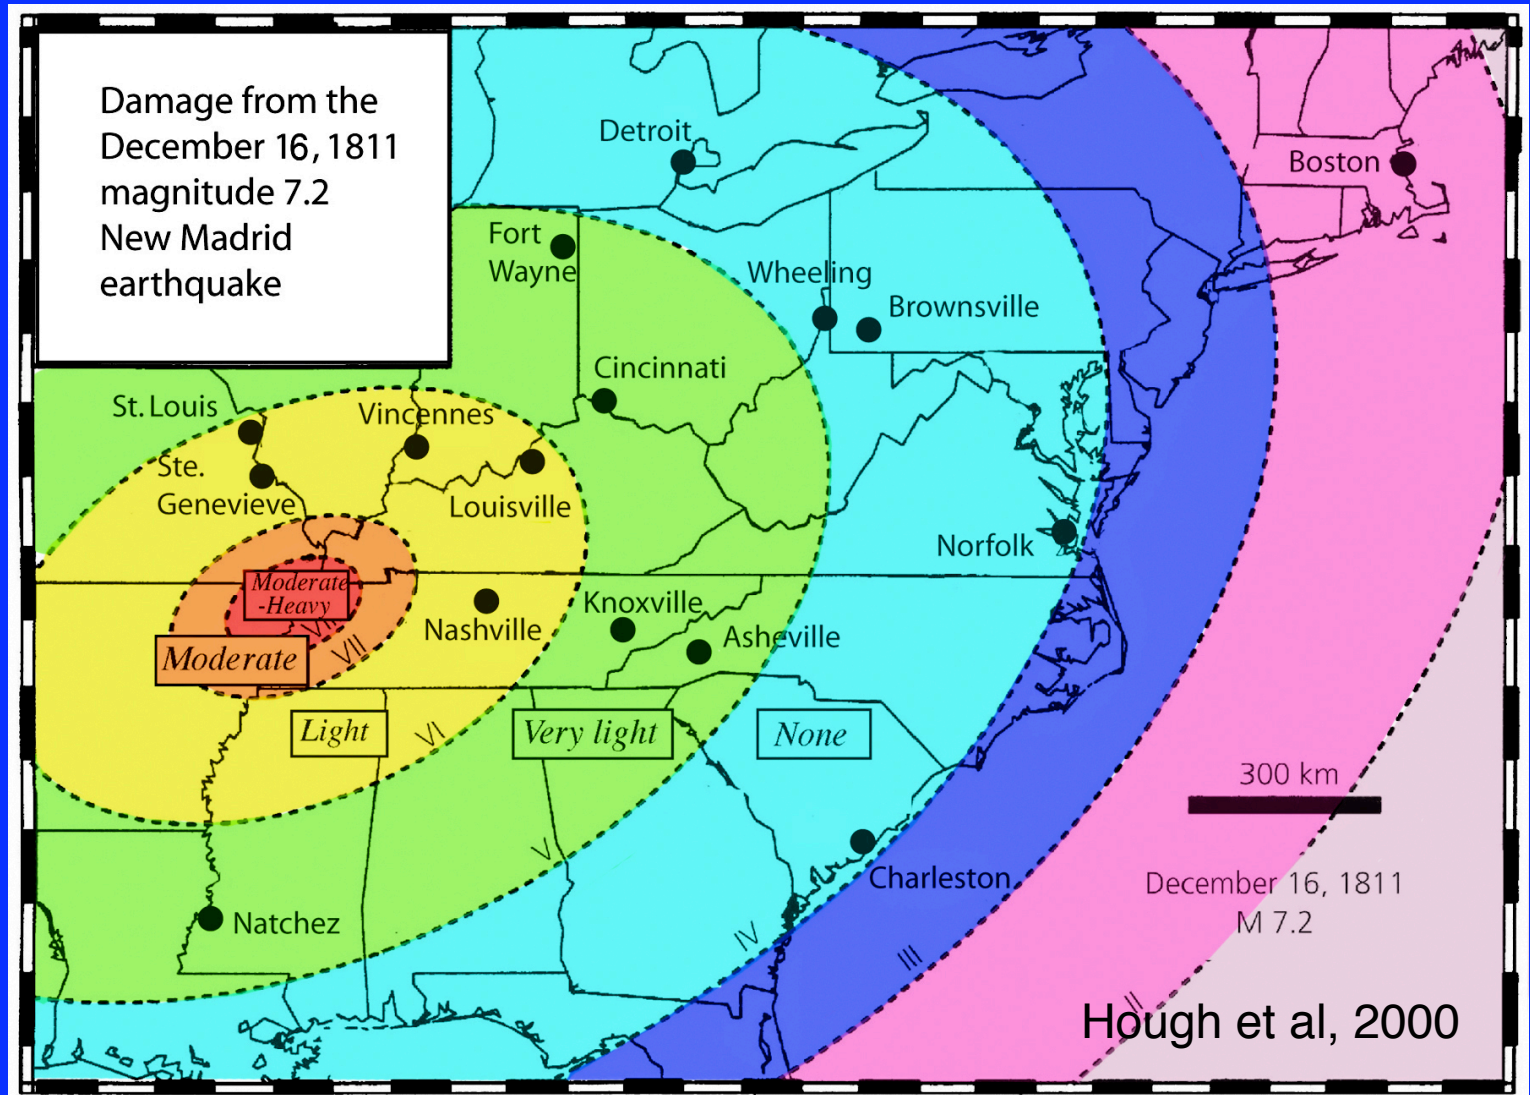 Damage from the
December 16, 1811
magnitude 7.2
New Madrid
earthquake
Detroit
Boston
Fort
Wayne
Wheeling
Brownsville
Cincinnati
St. Louis
Vincennes
Ste.
Genevieve
Louisville
Norfolk
Moderate
-Heavy
VIII
Knoxville
Nashville
Asheville
Moderate
VII
Light
VI
Very light
None
300 km
V
Charleston
December 16, 1811
M 7.2
Natchez
IV
III
II
Hough et al, 2000